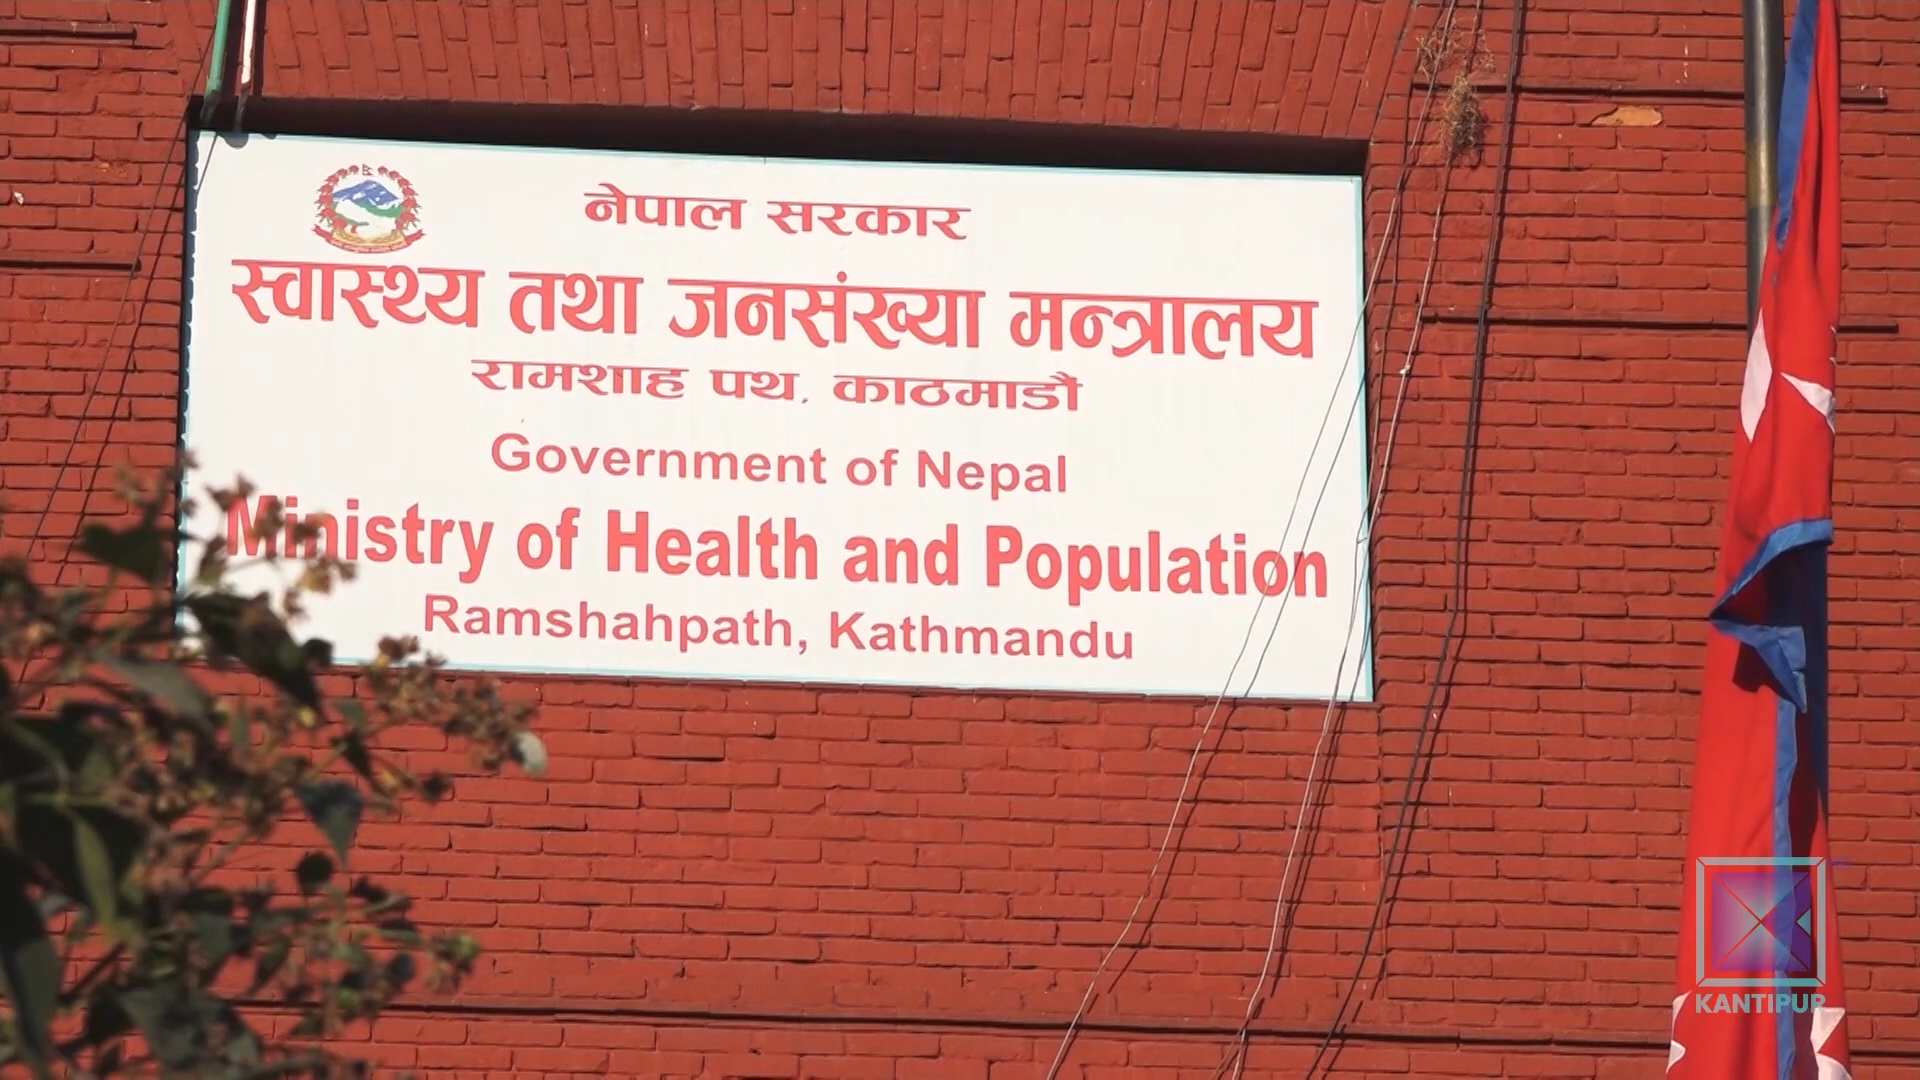 नेपाल सरकार
स्वास्थ्य तथा जनसंख्या मन्त्रालय
रामशाह पथ, काठमाडौं
Government of Nepal
Ministry of Health and Population
Ramshahpath, Kathmandu
KANTIPUR